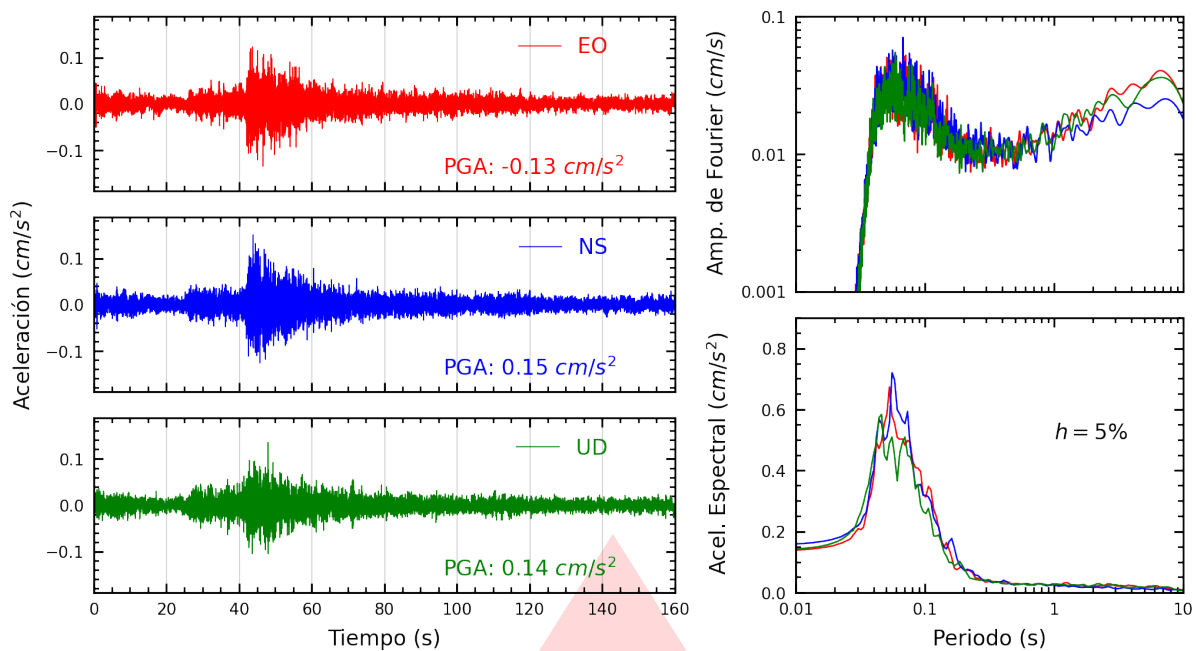 Aceleración (cm/s²)
0.1
0.0
−0.1
EO
PGA: -0.13 cm/s²
0.1
0.0
−0.1
NS
PGA: 0.15 cm/s²
0.1
0.0
−0.1
UD
PGA: 0.14 cm/s²
0 20 40 60 80 100 120 140 160
Tiempo (s)
Amp. de Fourier (cm/s)
0.1
0.01
0.001
Acel. Espectral (cm/s²)
0.8
0.6
0.4
0.2
0.0
h = 5%
0.01 0.1 1 10
Periodo (s)